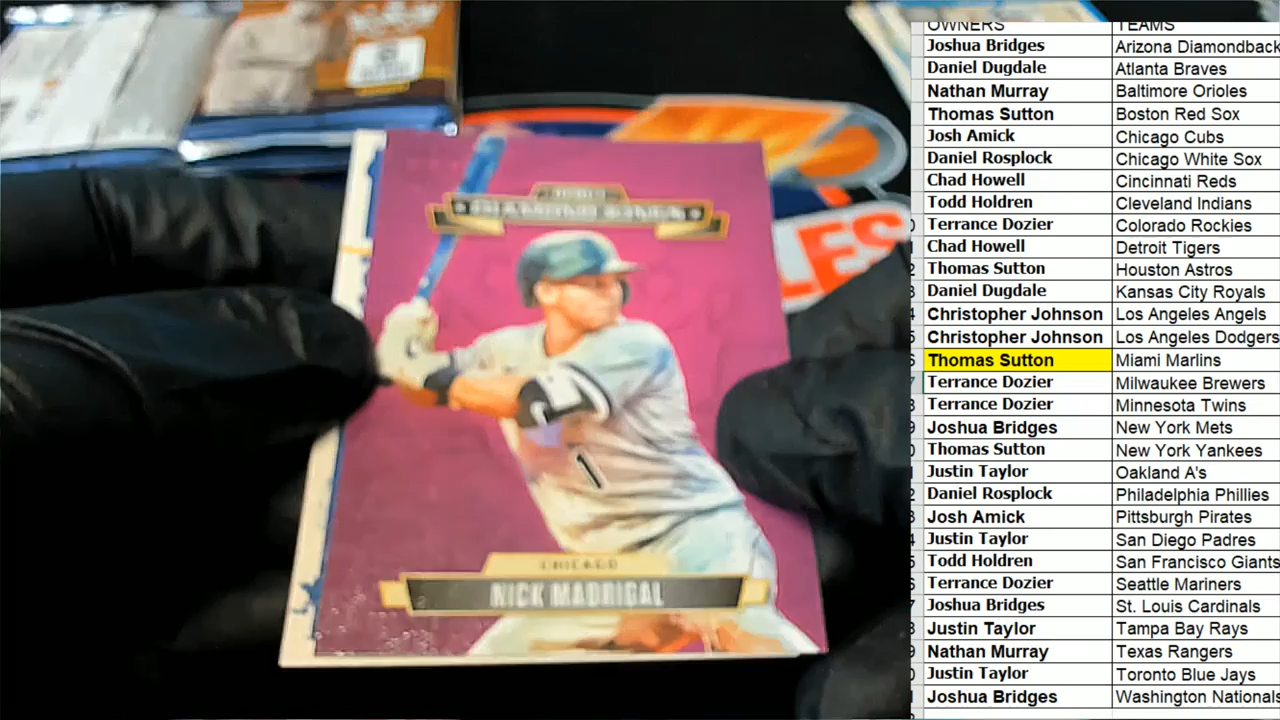 DIAMOND KINGS
1
CHICAGO
NICK MADRIGAL
LES
OWNERS TEAMS
Joshua Bridges Arizona Diamondback
Daniel Dugdale Atlanta Braves
Nathan Murray Baltimore Orioles
Thomas Sutton Boston Red Sox
Josh Amick Chicago Cubs
Daniel Rosplock Chicago White Sox
Chad Howell Cincinnati Reds
Todd Holdren Cleveland Indians
Terrance Dozier Colorado Rockies
Chad Howell Detroit Tigers
Thomas Sutton Houston Astros
Daniel Dugdale Kansas City Royals
Christopher Johnson Los Angeles Angels
Christopher Johnson Los Angeles Dodgers
Thomas Sutton Miami Marlins
Terrance Dozier Milwaukee Brewers
Terrance Dozier Minnesota Twins
Joshua Bridges New York Mets
Thomas Sutton New York Yankees
Justin Taylor Oakland A's
Daniel Rosplock Philadelphia Phillies
Josh Amick Pittsburgh Pirates
Justin Taylor San Diego Padres
Todd Holdren San Francisco Giants
Terrance Dozier Seattle Mariners
Joshua Bridges St. Louis Cardinals
Justin Taylor Tampa Bay Rays
Nathan Murray Texas Rangers
Justin Taylor Toronto Blue Jays
Joshua Bridges Washington Nationals